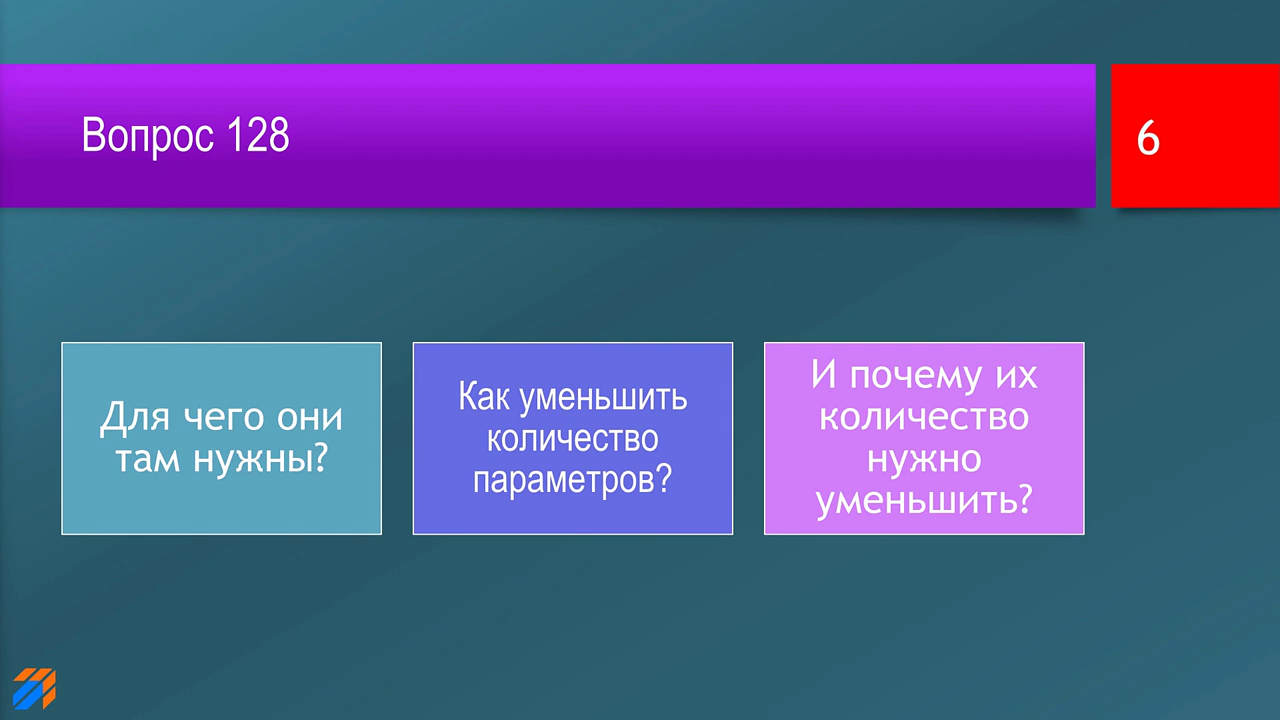 Вопрос 128
6
Для чего они
там нужны?
Как уменьшить
количество
параметров?
И почему их
количество
нужно
уменьшить?